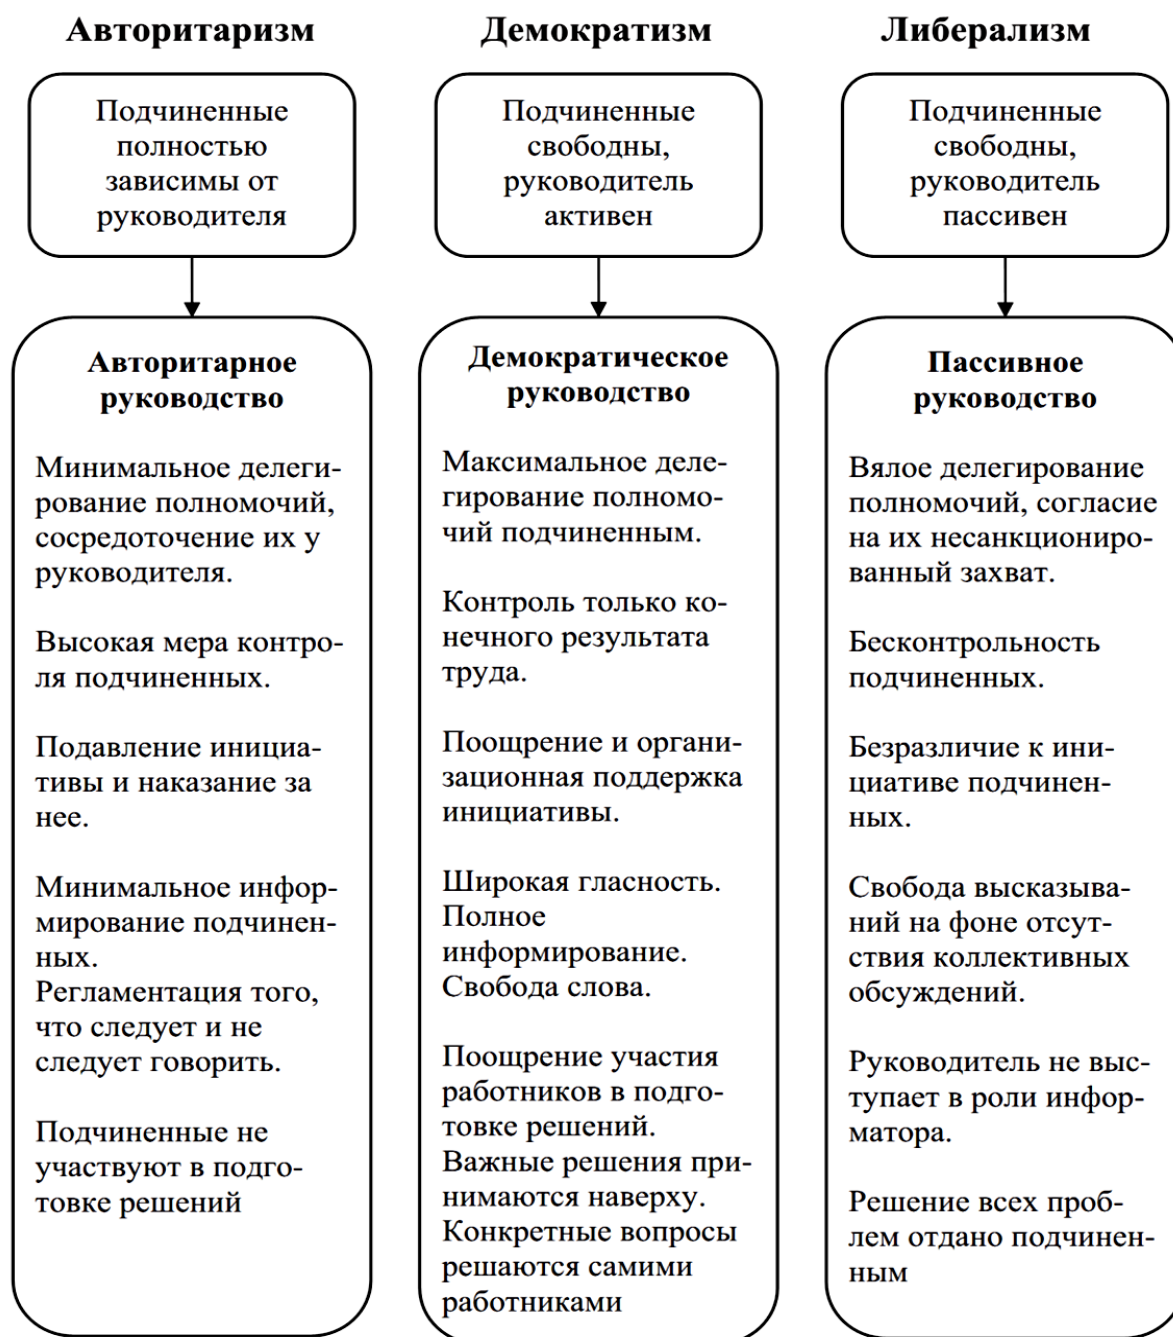 Авторитаризм
Подчиненные
полностью
зависимы от
руководителя
Авторитарное
руководство
Минимальное делеги-
рование полномочий,
сосредоточение их у
руководителя.
Высокая мера контро-
ля подчиненных.
Подавление инициа-
тивы и наказание за
нее.
Минимальное инфор-
мирование подчинен-
ных.
Регламентация того,
что следует и не
следует говорить.
Подчиненные не
участвуют в подго-
товке решений
Демократизм
Подчиненные
свободны,
руководитель
активен
Демократическое
руководство
Максимальное деле-
гирование полномо-
чий подчиненным.
Контроль только ко-
нечного результата
труда.
Поощрение и органи-
зационная поддержка
инициативы.
Широкая гласность.
Полное
информирование.
Свобода слова.
Поощрение участия
работников в подго-
товке решений.
Важные решения при-
нимаются наверху.
Конкретные вопросы
решаются самими
работниками
Либерализм
Подчиненные
свободны,
руководитель
пассивен
Пассивное
руководство
Вялое делегирование
полномочий, согласие
на их несанкциониро-
ванный захват.
Бесконтрольность
подчиненных.
Безразличие к ини-
циативе подчинен-
ных.
Свобода высказыва-
ний на фоне отсут-
ствия коллективных
обсуждений.
Руководитель не выс-
тупает в роли инфор-
матора.
Решение всех проб-
лем отдано подчинен-
ным